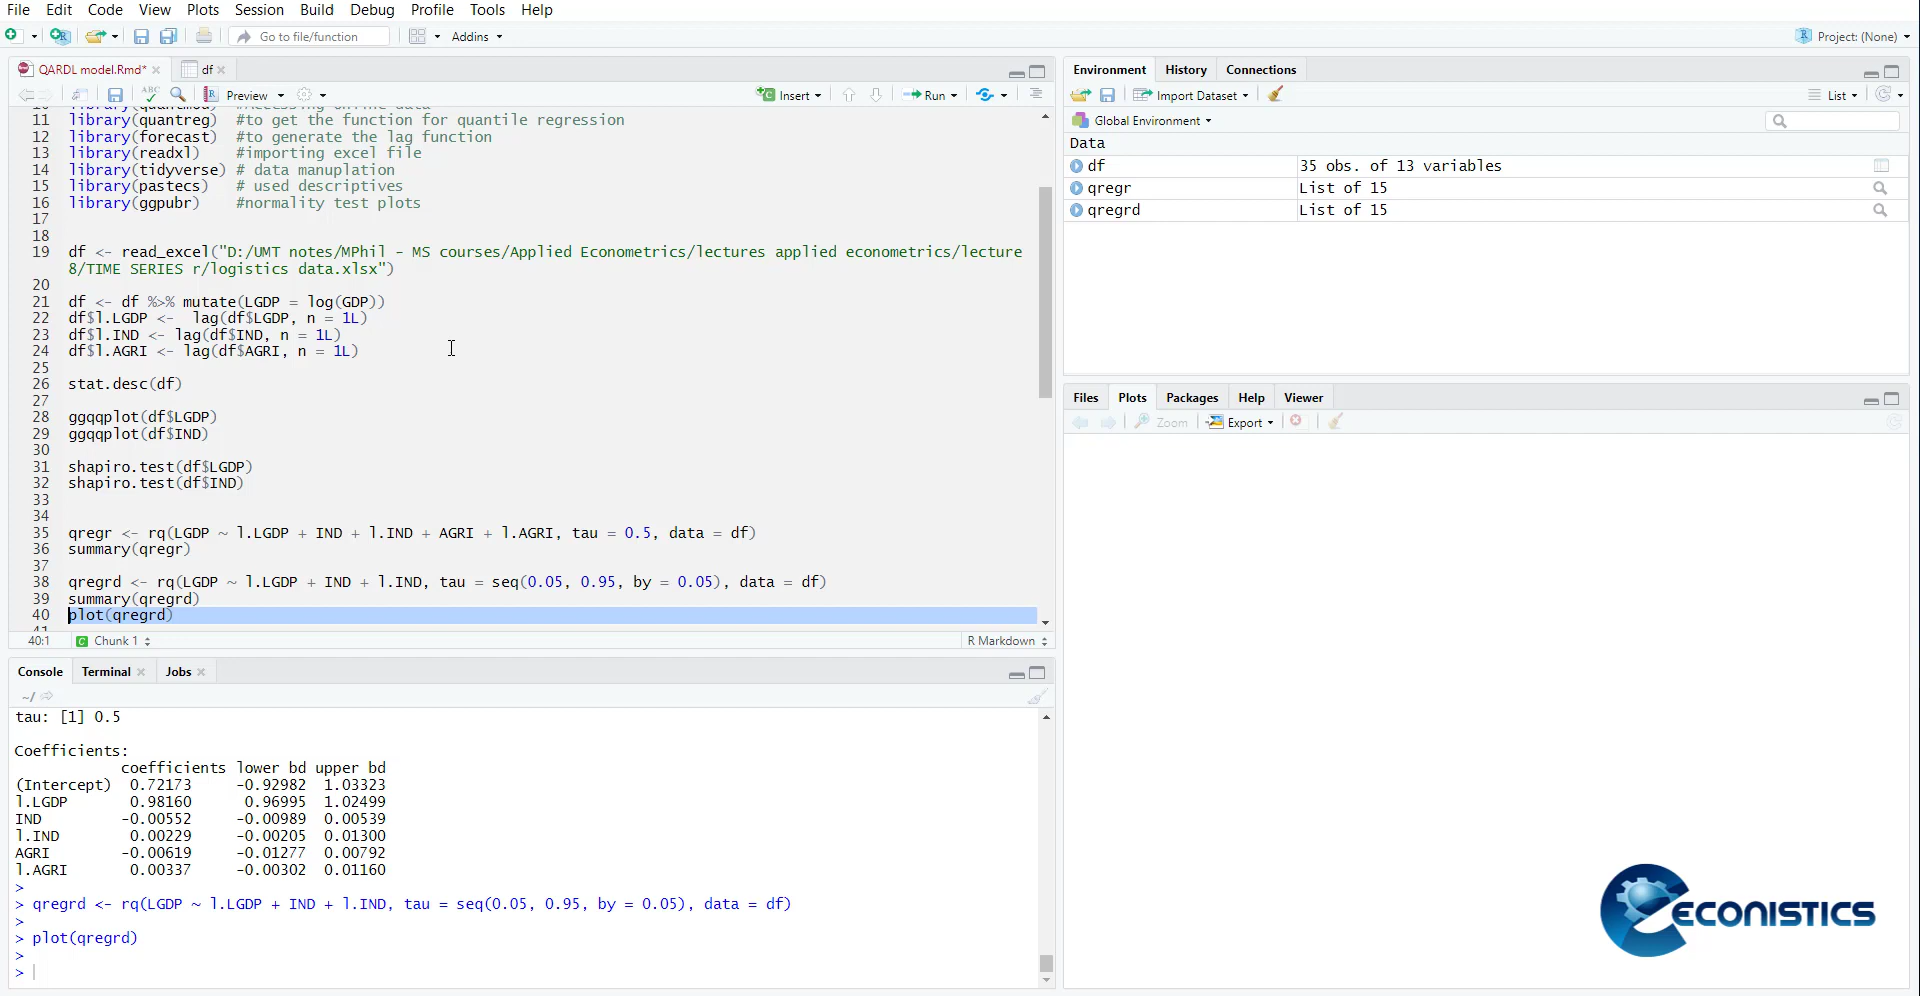 File Edit Code View Plots Session Build Debug Profile Tools Help
Go to file/function Addins Project: (None)
QARDL model.Rmd* df
ABC Preview Insert Run
11 library(quantreg) #to get the function for quantile regression
12 library(forecast) #to generate the lag function
13 library(readxl) #importing excel file
14 library(tidyverse) # data manuplation
15 library(pastecs) # used descriptives
16 library(ggpubr) #normality test plots
17
18
19 df <- read_excel("D:/UMT notes/MPhil - MS courses/Applied Econometrics/lectures applied econometrics/lecture
8/TIME SERIES r/logistics data.xlsx")
20
21 df <- df %>% mutate(LGDP = log(GDP))
22 df$l.LGDP <-  lag(df$LGDP, n = 1L)
23 df$l.IND <- lag(df$IND, n = 1L)
24 df$l.AGRI <- lag(df$AGRI, n = 1L)
25
26 stat.desc(df)
27
28 ggqqplot(df$LGDP)
29 ggqqplot(df$IND)
30
31 shapiro.test(df$LGDP)
32 shapiro.test(df$IND)
33
34
35 qregr <- rq(LGDP ~ l.LGDP + IND + l.IND + AGRI + l.AGRI, tau = 0.5, data = df)
36 summary(qregr)
37
38 qregrd <- rq(LGDP ~ l.LGDP + IND + l.IND, tau = seq(0.05, 0.95, by = 0.05), data = df)
39 summary(qregrd)
40 plot(qregrd)
40:1 C Chunk 1 R Markdown
Console Terminal Jobs
~/
tau: [1] 0.5
Coefficients:
coefficients lower bd upper bd
(Intercept) 0.72173 -0.92982 1.03323
l.LGDP 0.98160 0.96995 1.02499
IND -0.00552 -0.00989 0.00539
l.IND 0.00229 -0.00205 0.01300
AGRI -0.00619 -0.01277 0.00792
l.AGRI 0.00337 -0.00302 0.01160
>
> qregrd <- rq(LGDP ~ l.LGDP + IND + l.IND, tau = seq(0.05, 0.95, by = 0.05), data = df)
>
> plot(qregrd)
>
>
Environment History Connections
Import Dataset List
Global Environment
Data
df 35 obs. of 13 variables
qregr List of 15
qregrd List of 15
Files Plots Packages Help Viewer
Zoom Export
ECONISTICS